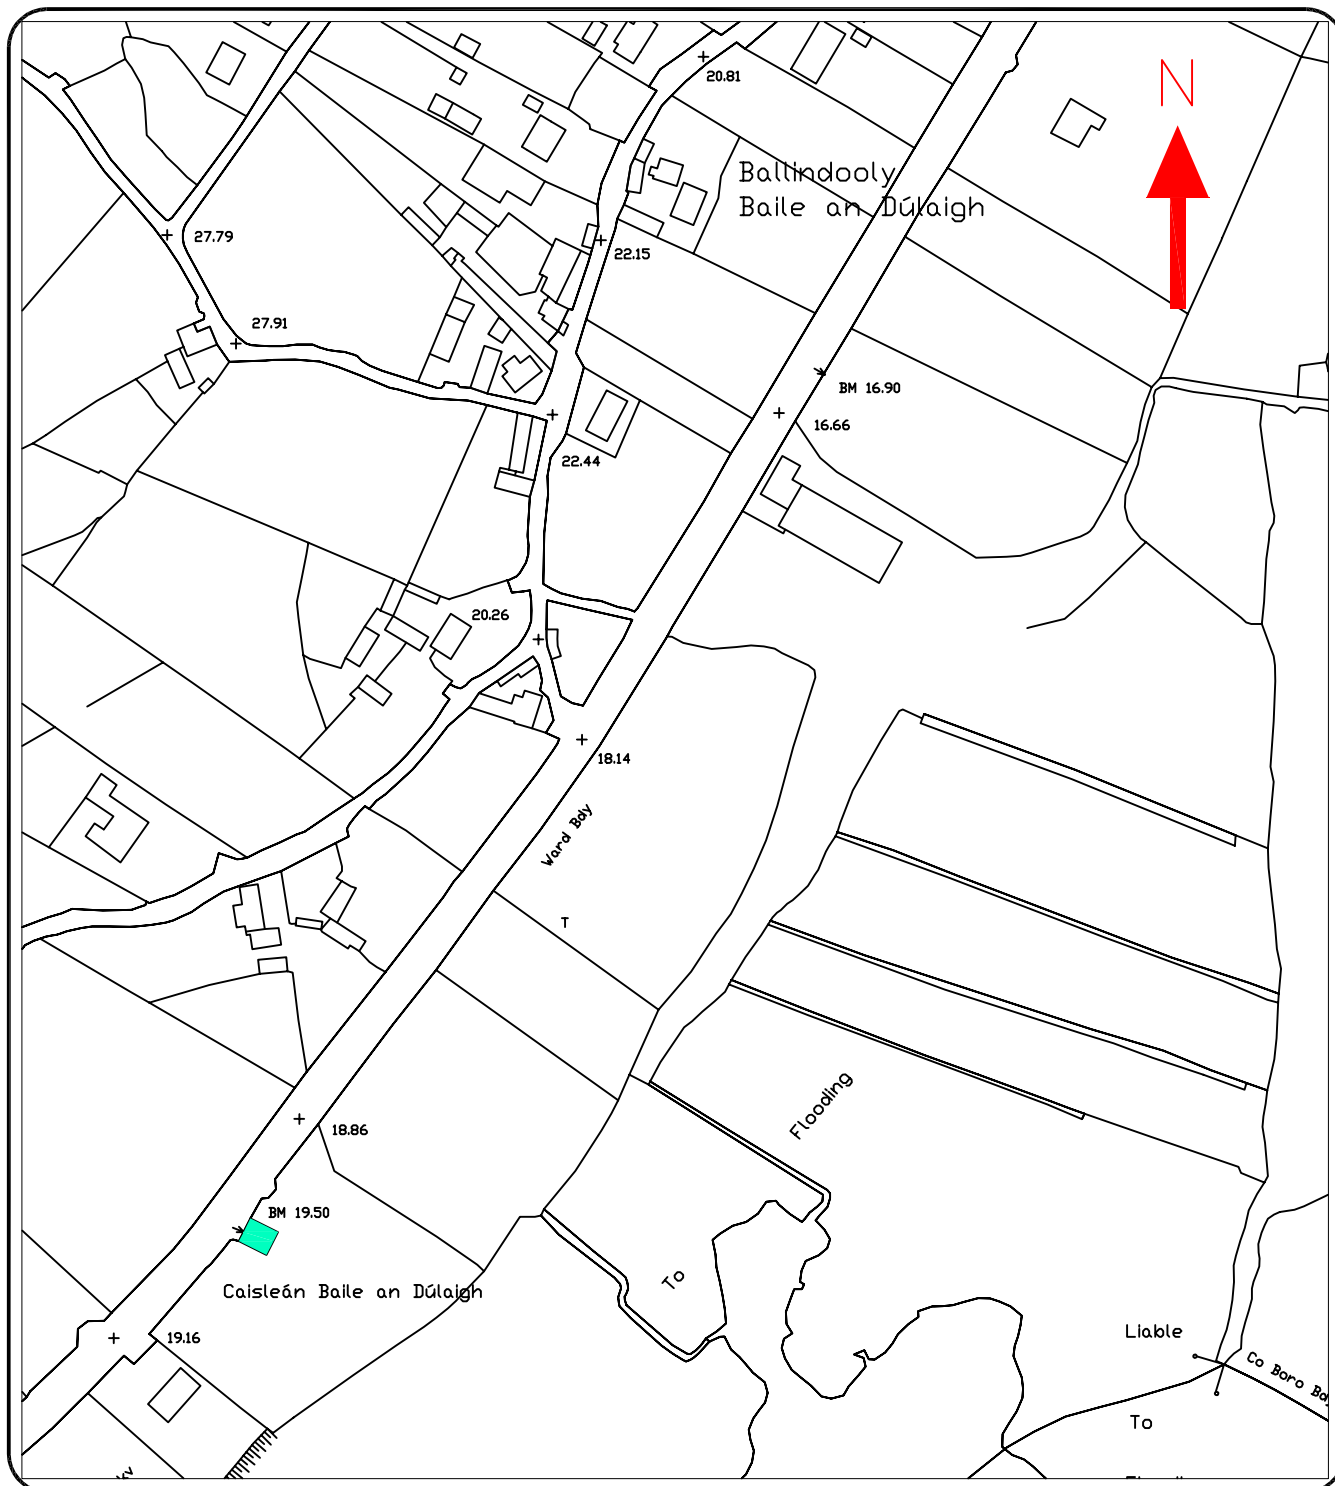 20.81
N
Ballindooly
Baile an Dúlaigh
27.79
22.15
27.91
BM 16.90
16.66
22.44
20.26
18.14
Ward Bdy
T
Flooding
18.86
BM 19.50
To
Caisleán Baile an Dúlaigh
19.16
Liable
Co Boro Bdy
To